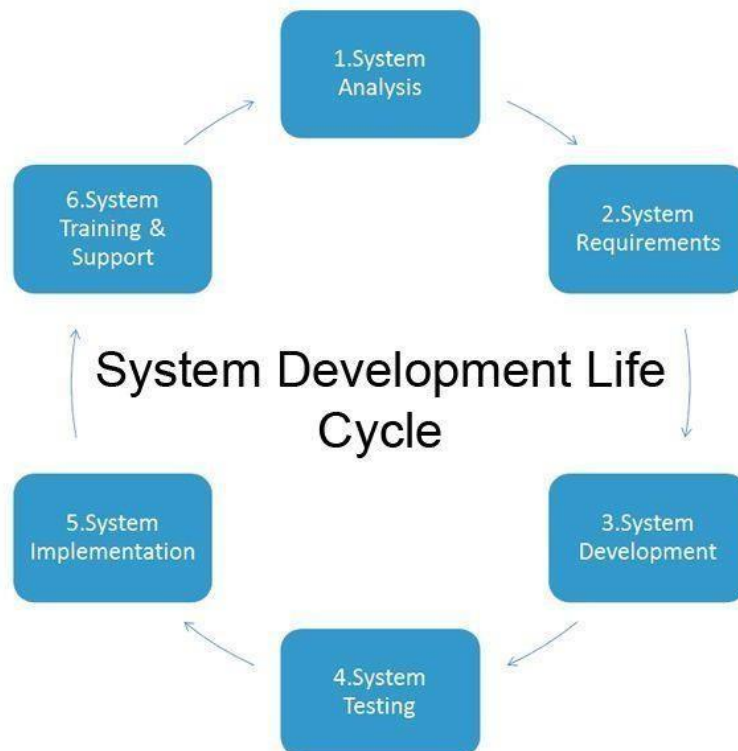 1.System
Analysis
2.System
Requirements
3.System
Development
4.System
Testing
5.System
Implementation
6.System
Training &
Support
System Development Life
Cycle